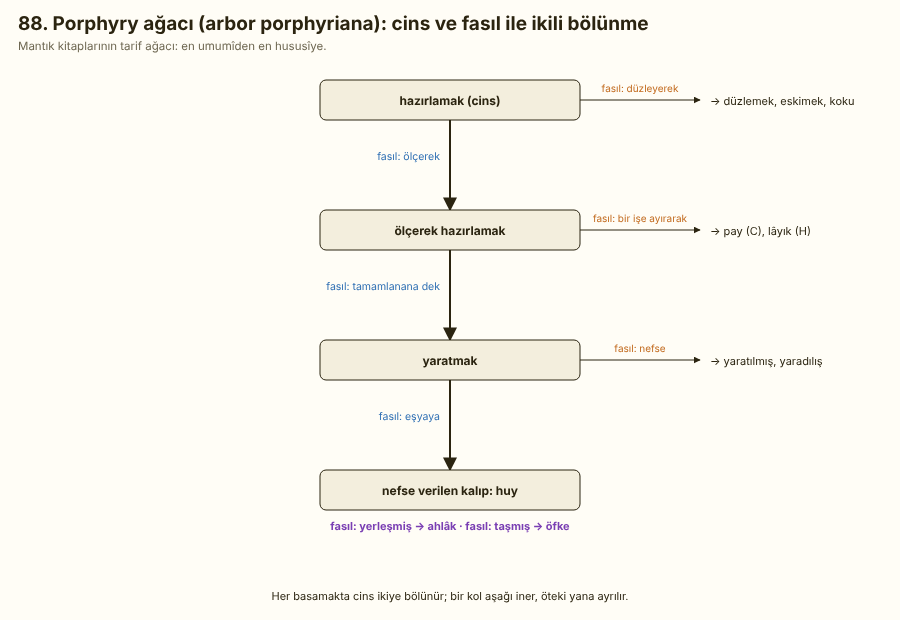 88. Porphyry ağacı (arbor porphyriana): cins ve fasıl ile ikili bölünme
Mantık kitaplarının tarif ağacı: en umumîden en hususîye.
hazırlamak (cins)
fasıl: düzleyerek
→ düzlemek, eskimek, koku
fasıl: ölçerek
ölçerek hazırlamak
fasıl: bir işe ayırarak
→ pay (C), lâyık (H)
fasıl: tamamlanana dek
yaratmak
fasıl: nefse
→ yaratılmış, yaradılış
fasıl: eşyaya
nefse verilen kalıp: huy
fasıl: yerleşmiş → ahlâk · fasıl: taşmış → öfke
Her basamakta cins ikiye bölünür; bir kol aşağı iner, öteki yana ayrılır.